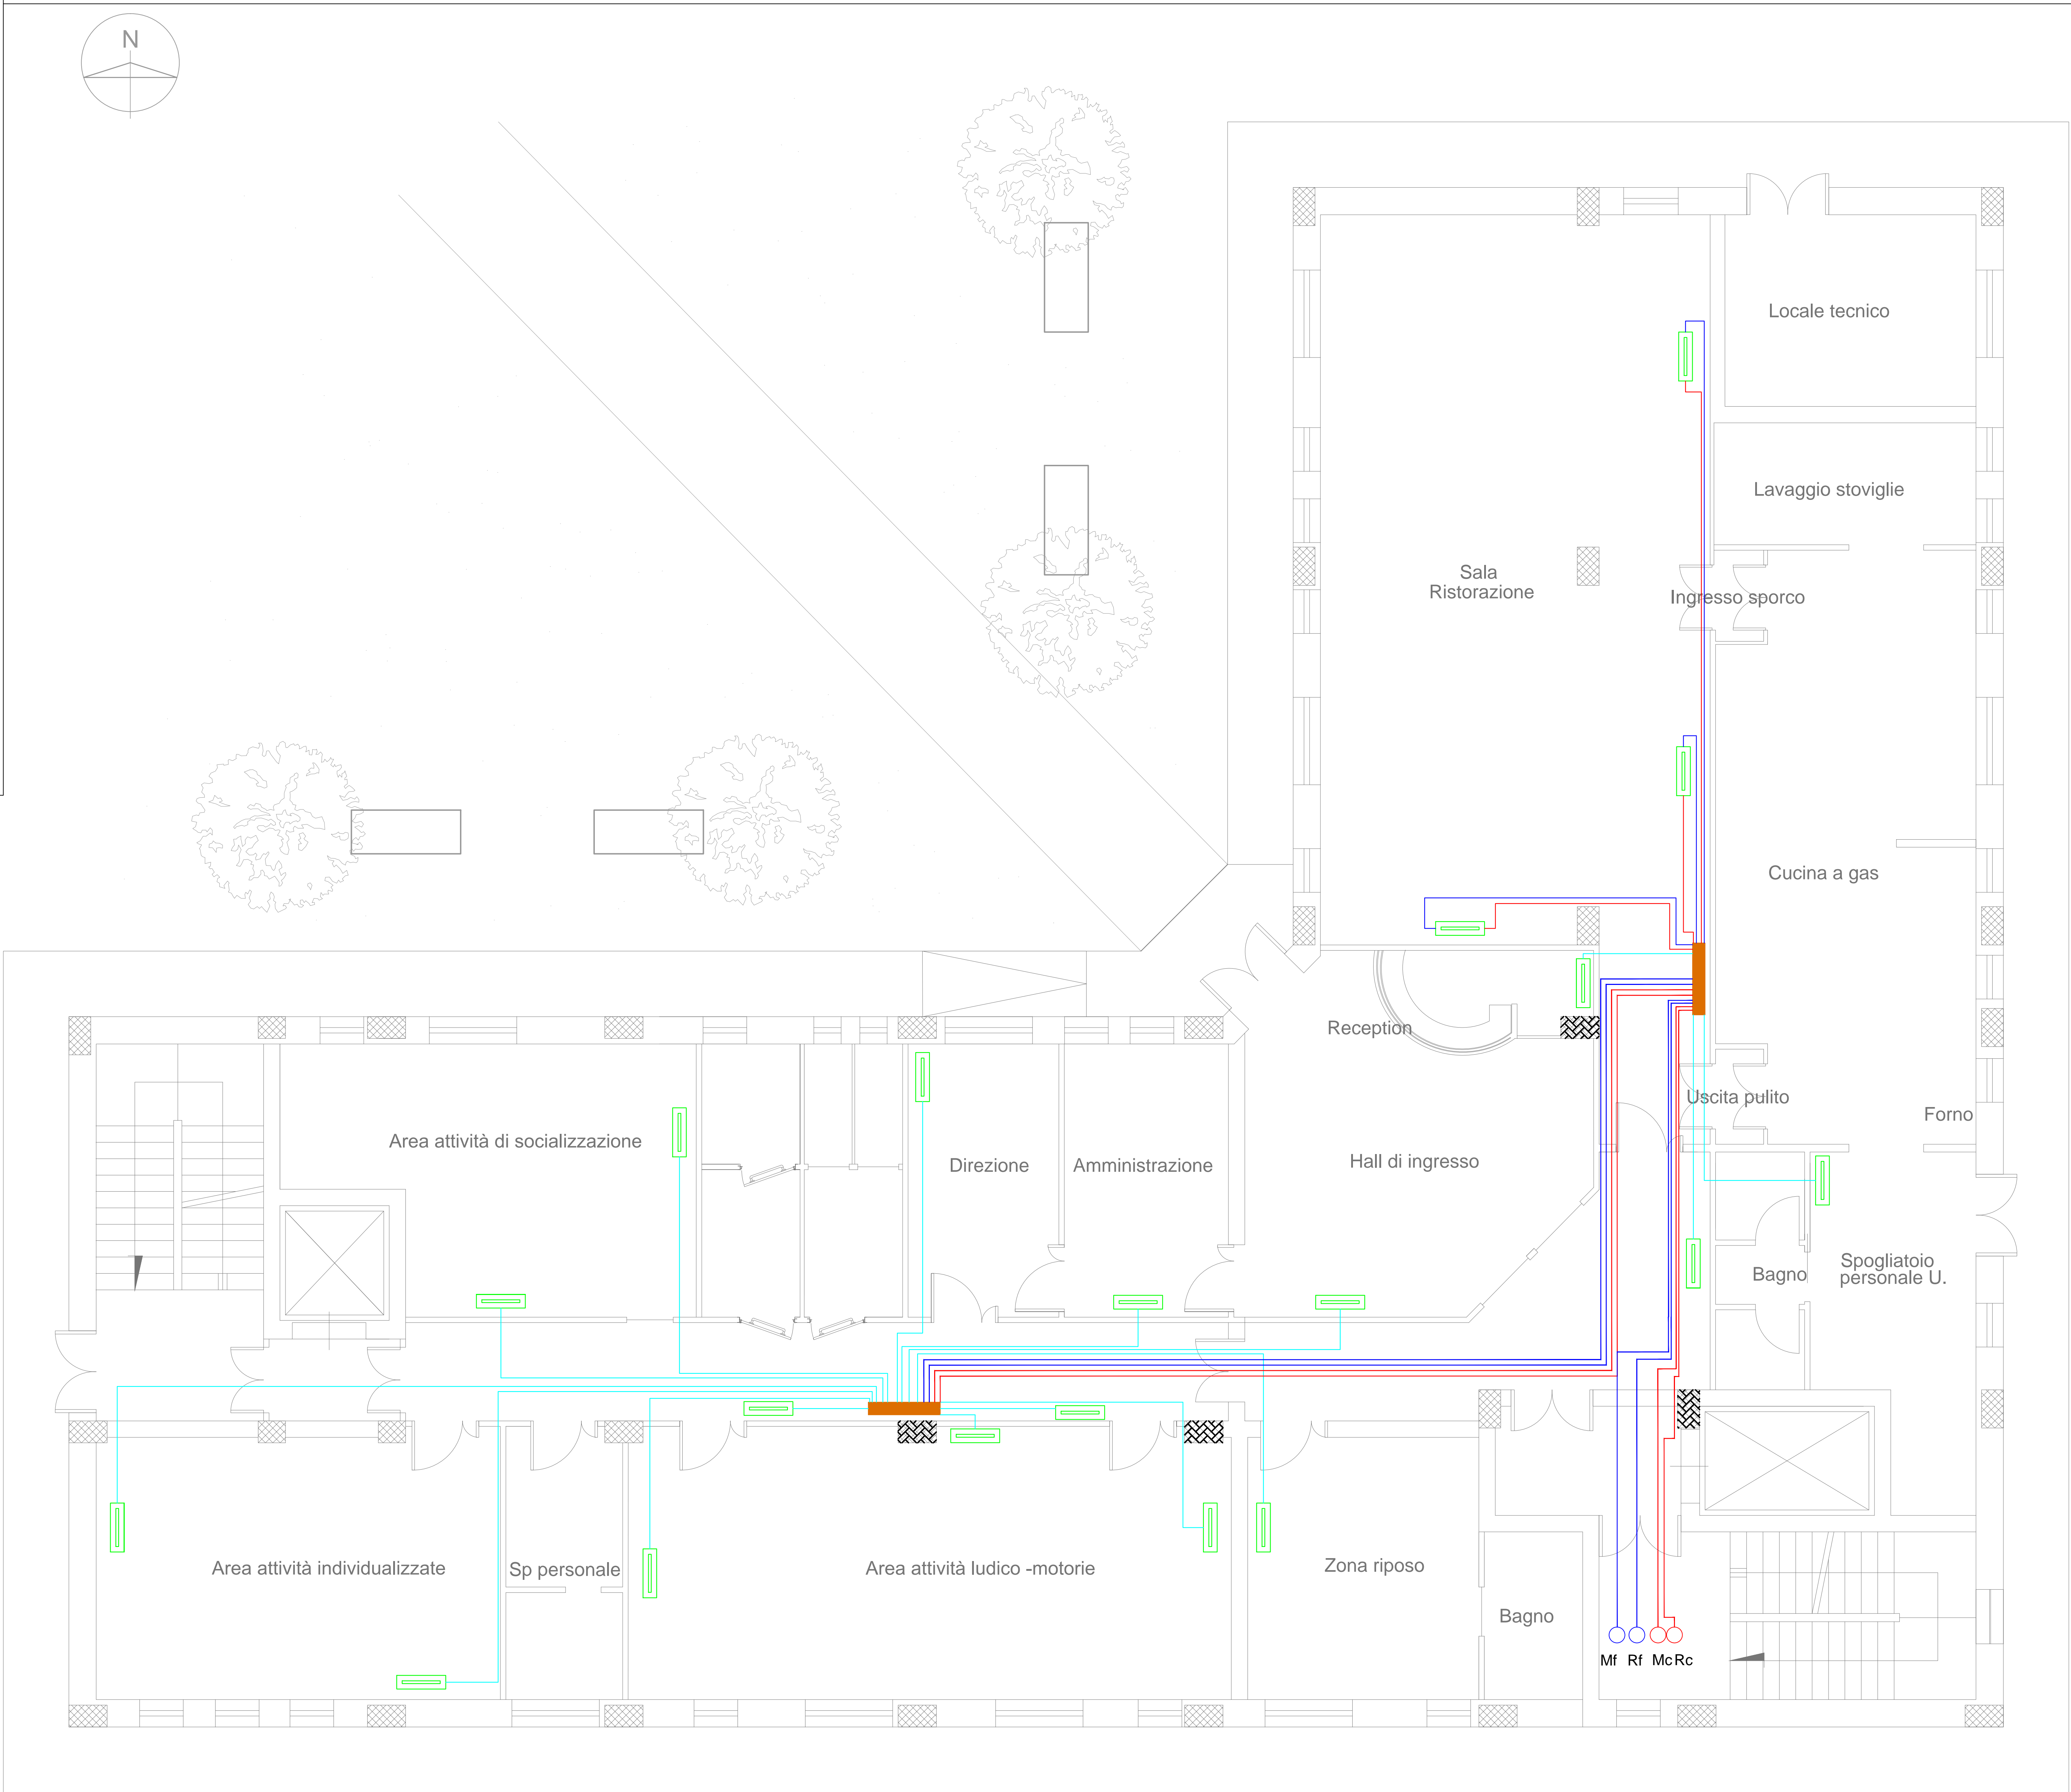 N
Locale tecnico
Lavaggio stoviglie
Sala
Ristorazione
Ingresso sporco
Cucina a gas
Reception
Uscita pulito
Forno
Area attività di socializzazione
Direzione
Amministrazione
Hall di ingresso
Bagno
Spogliatoio
personale U.
Area attività individualizzate
Sp personale
Area attività ludico -motorie
Zona riposo
Bagno
Mf Rf Mc Rc